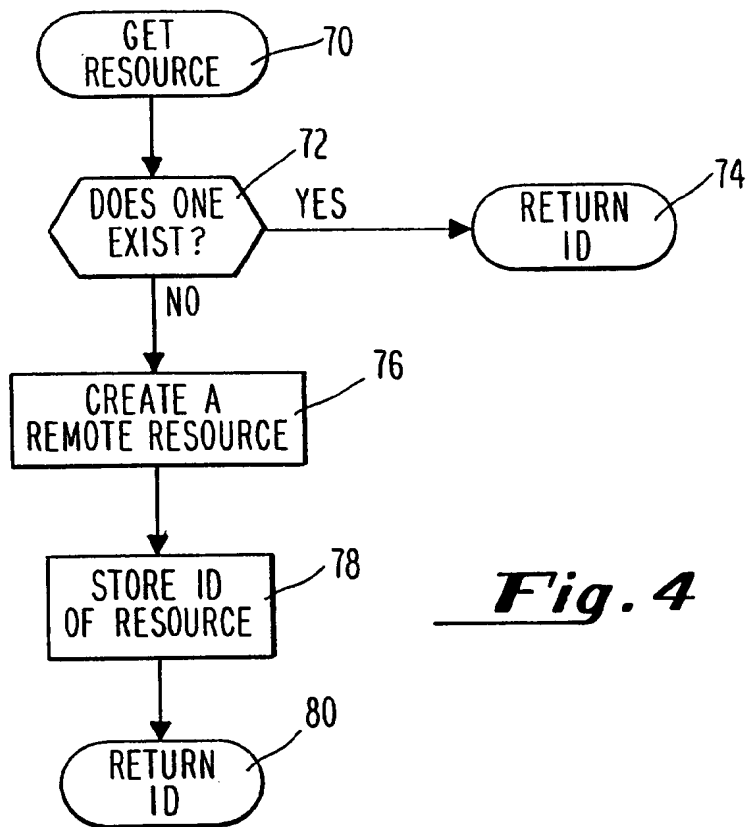 GET
RESOURCE
70
DOES ONE
EXIST?
72
YES
RETURN
ID
74
NO
CREATE A
REMOTE RESOURCE
76
STORE ID
OF RESOURCE
78
Fig. 4
RETURN
ID
80